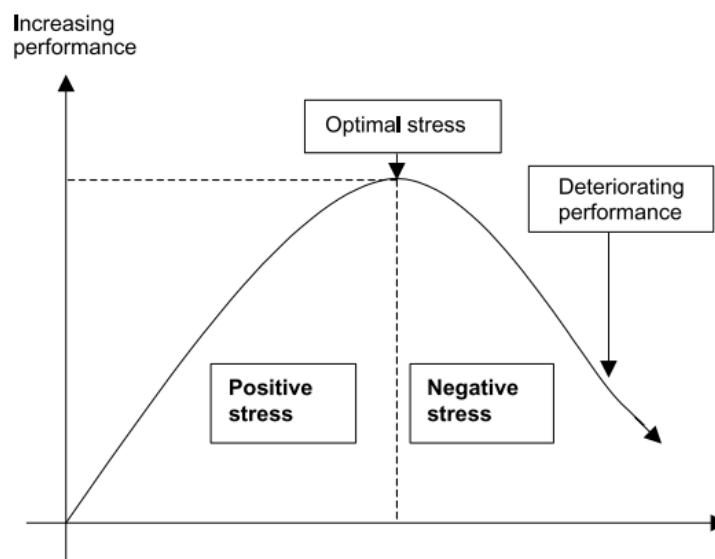 Increasing
performance
Optimal stress
Deteriorating
performance
Positive
stress
Negative
stress